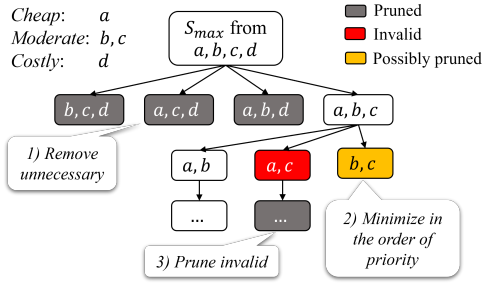 Cheap: a
Moderate: b, c
Costly: d
S_max from
a, b, c, d
Pruned
Invalid
Possibly pruned
b, c, d
a, c, d
a, b, d
a, b, c
1) Remove
unnecessary
a, b
a, c
b, c
...
...
2) Minimize in
the order of
priority
3) Prune invalid